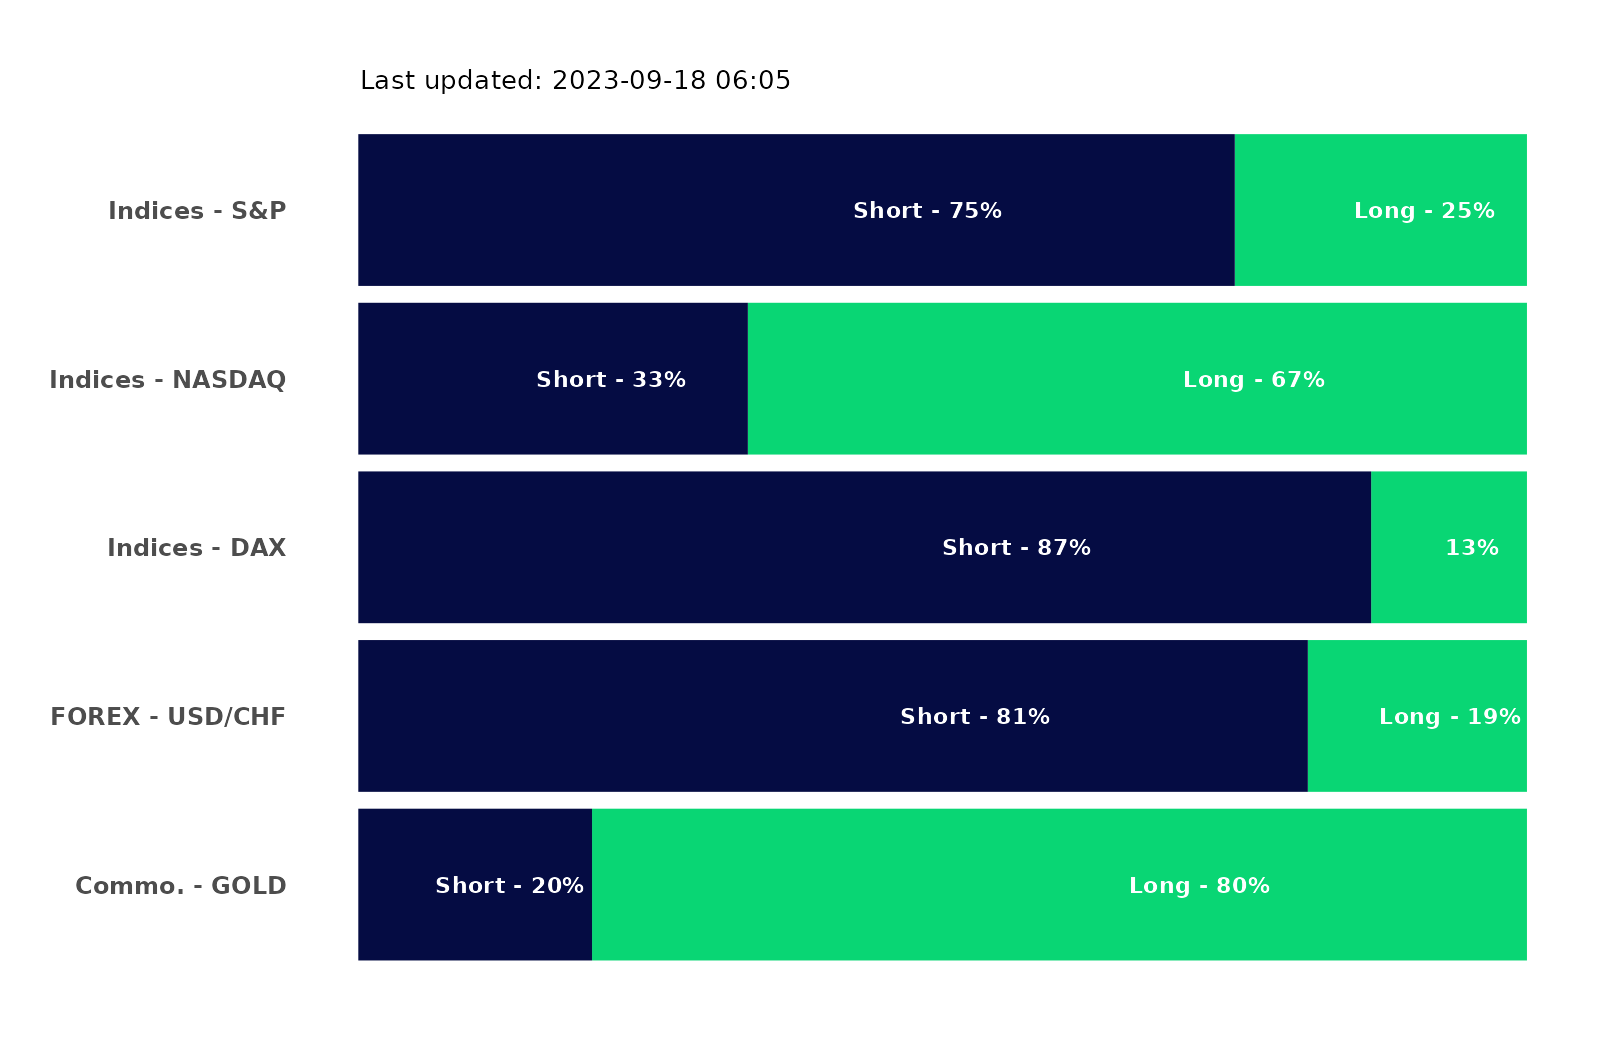 Last updated: 2023-09-18 06:05
Indices - S&P Short - 75% Long - 25%
Indices - NASDAQ Short - 33% Long - 67%
Indices - DAX Short - 87% 13%
FOREX - USD/CHF Short - 81% Long - 19%
Commo. - GOLD Short - 20% Long - 80%